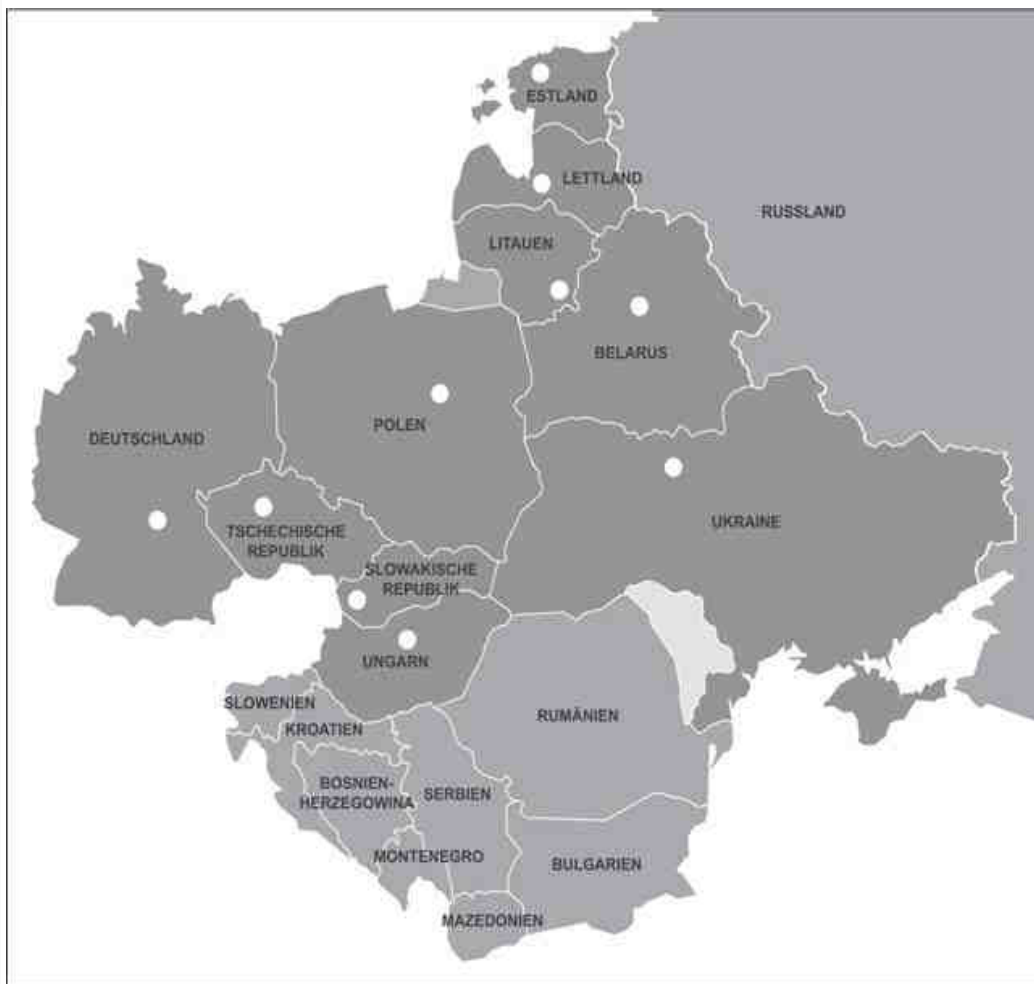 ESTLAND
LETTLAND
RUSSLAND
LITAUEN
BELARUS
POLEN
DEUTSCHLAND
UKRAINE
TSCHECHISCHE
REPUBLIK
SLOWAKISCHE
REPUBLIK
UNGARN
SLOWENIEN
RUMÄNIEN
KROATIEN
BOSNIEN-
HERZEGOWINA
SERBIEN
MONTENEGRO
BULGARIEN
MAZEDONIEN